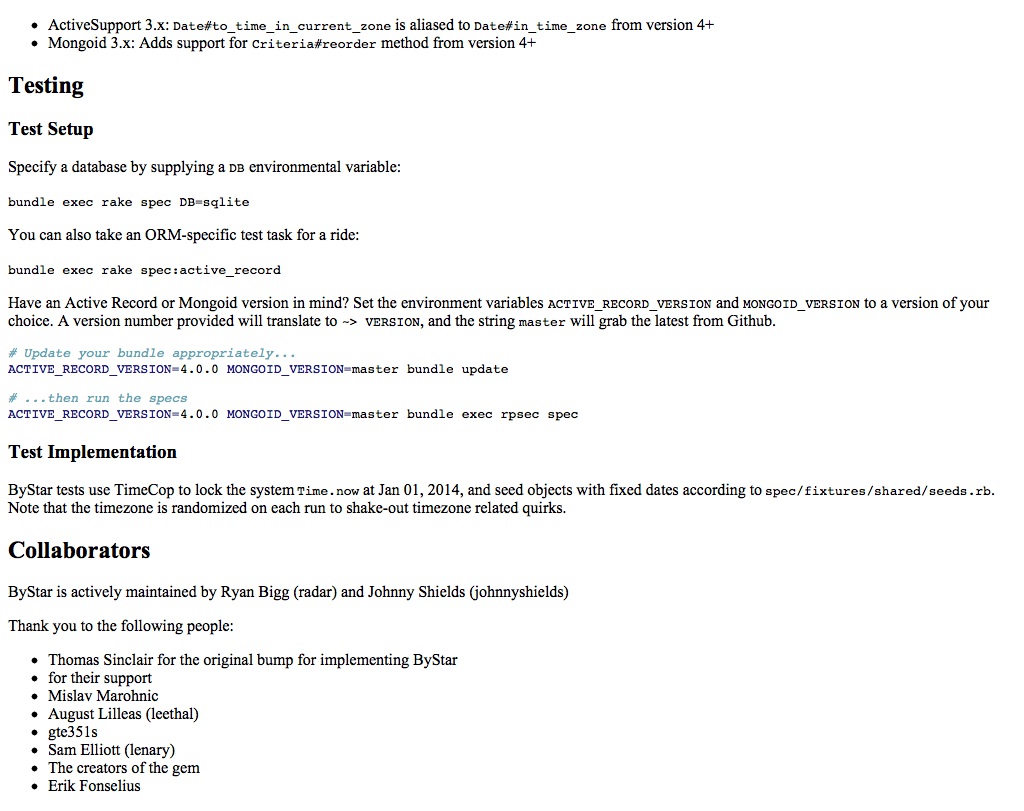 • ActiveSupport 3.x: Date#to_time_in_current_zone is aliased to Date#in_time_zone from version 4+
• Mongoid 3.x: Adds support for Criteria#reorder method from version 4+
Testing
Test Setup
Specify a database by supplying a DB environmental variable:
bundle exec rake spec DB=sqlite
You can also take an ORM-specific test task for a ride:
bundle exec rake spec:active_record
Have an Active Record or Mongoid version in mind? Set the environment variables ACTIVE_RECORD_VERSION and MONGOID_VERSION to a version of your
choice. A version number provided will translate to ~> VERSION, and the string master will grab the latest from Github.
# Update your bundle appropriately...
ACTIVE_RECORD_VERSION=4.0.0 MONGOID_VERSION=master bundle update
# ...then run the specs
ACTIVE_RECORD_VERSION=4.0.0 MONGOID_VERSION=master bundle exec rpsec spec
Test Implementation
ByStar tests use TimeCop to lock the system Time.now at Jan 01, 2014, and seed objects with fixed dates according to spec/fixtures/shared/seeds.rb.
Note that the timezone is randomized on each run to shake-out timezone related quirks.
Collaborators
ByStar is actively maintained by Ryan Bigg (radar) and Johnny Shields (johnnyshields)
Thank you to the following people:
• Thomas Sinclair for the original bump for implementing ByStar
• for their support
• Mislav Marohnic
• August Lilleas (leethal)
• gte351s
• Sam Elliott (lenary)
• The creators of the gem
• Erik Fonselius